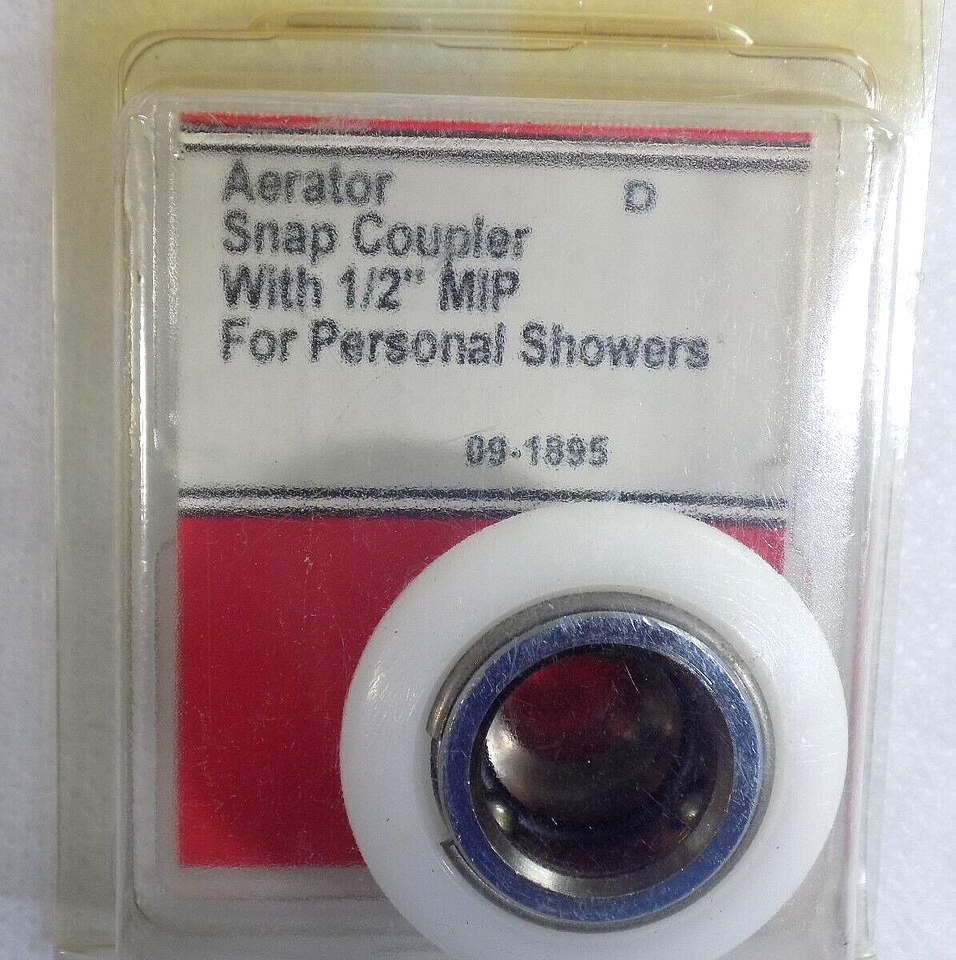 Aerator D
Snap Coupler
With 1/2" MIP
For Personal Showers
09-1895